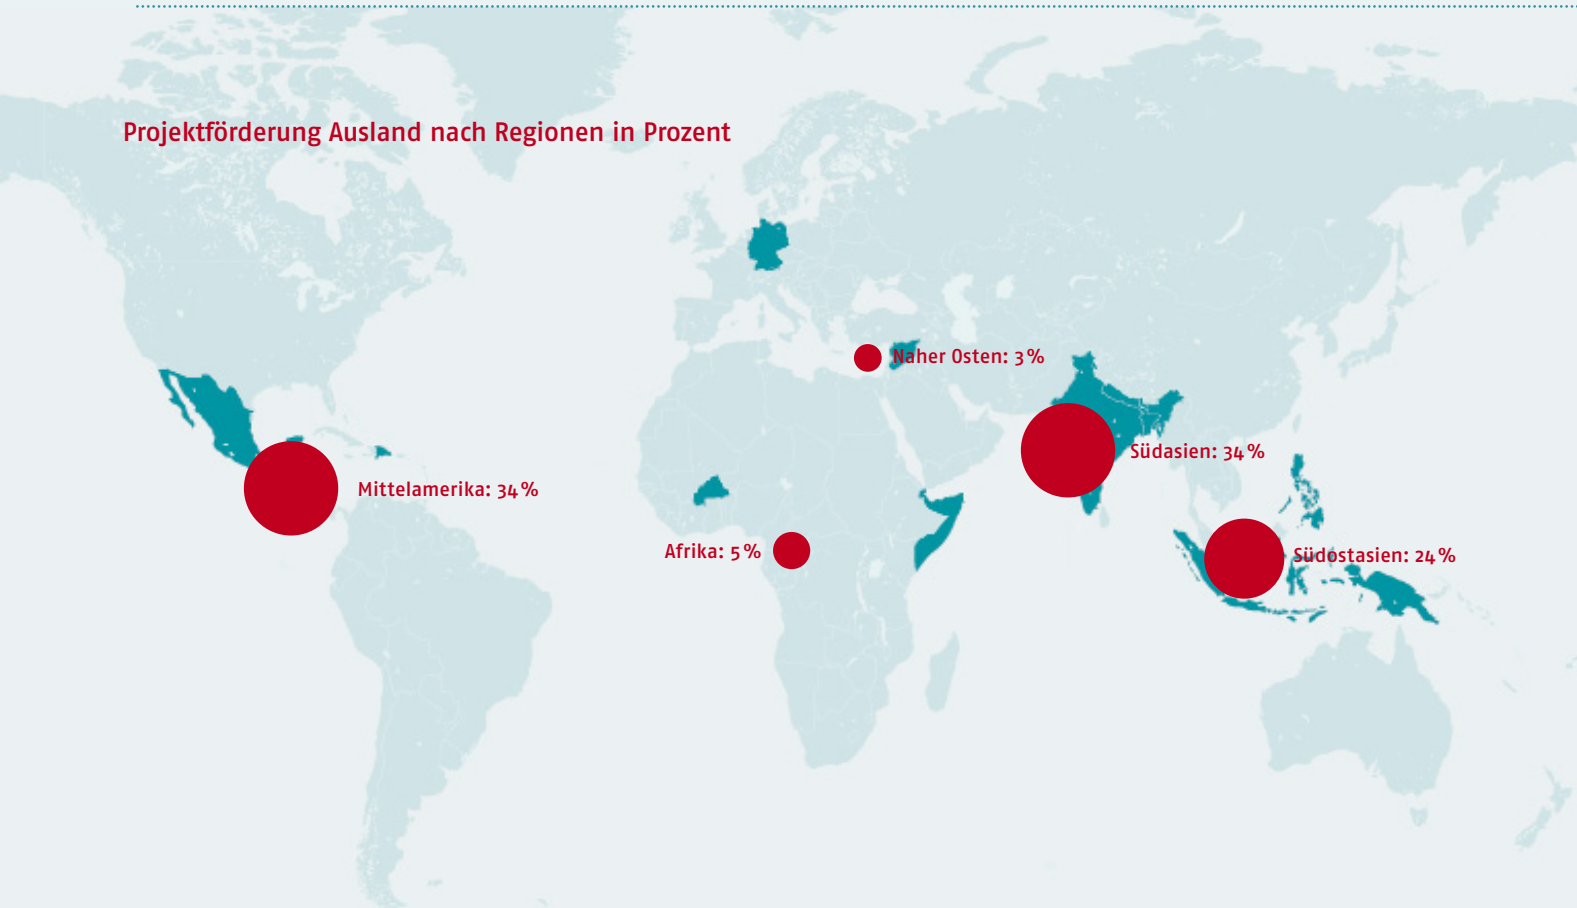 Projektförderung Ausland nach Regionen in Prozent
Naher Osten: 3 %
Südasien: 34 %
Mittelamerika: 34 %
Afrika: 5 %
Südostasien: 24 %